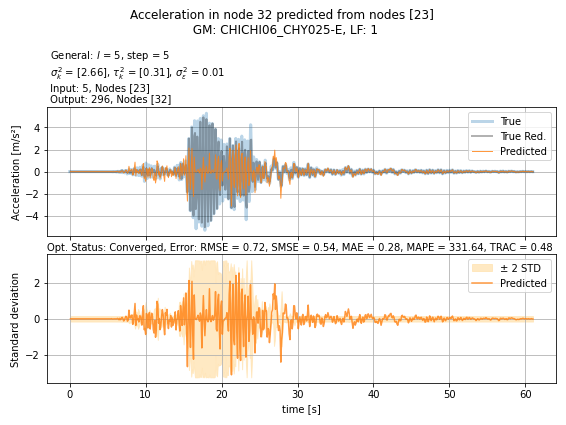 Acceleration in node 32 predicted from nodes [23]
GM: CHICHI06_CHY025-E, LF: 1
General: l = 5, step = 5
σ²ₖ = [2.66], τ²ₖ = [0.31], σ²ε = 0.01
Input: 5, Nodes [23]
Output: 296, Nodes [32]
Acceleration [m/s²]
4
2
0
−2
−4
True
True Red.
Predicted
Opt. Status: Converged, Error: RMSE = 0.72, SMSE = 0.54, MAE = 0.28, MAPE = 331.64, TRAC = 0.48
Standard deviation
2
0
−2
± 2 STD
Predicted
0 10 20 30 40 50 60
time [s]